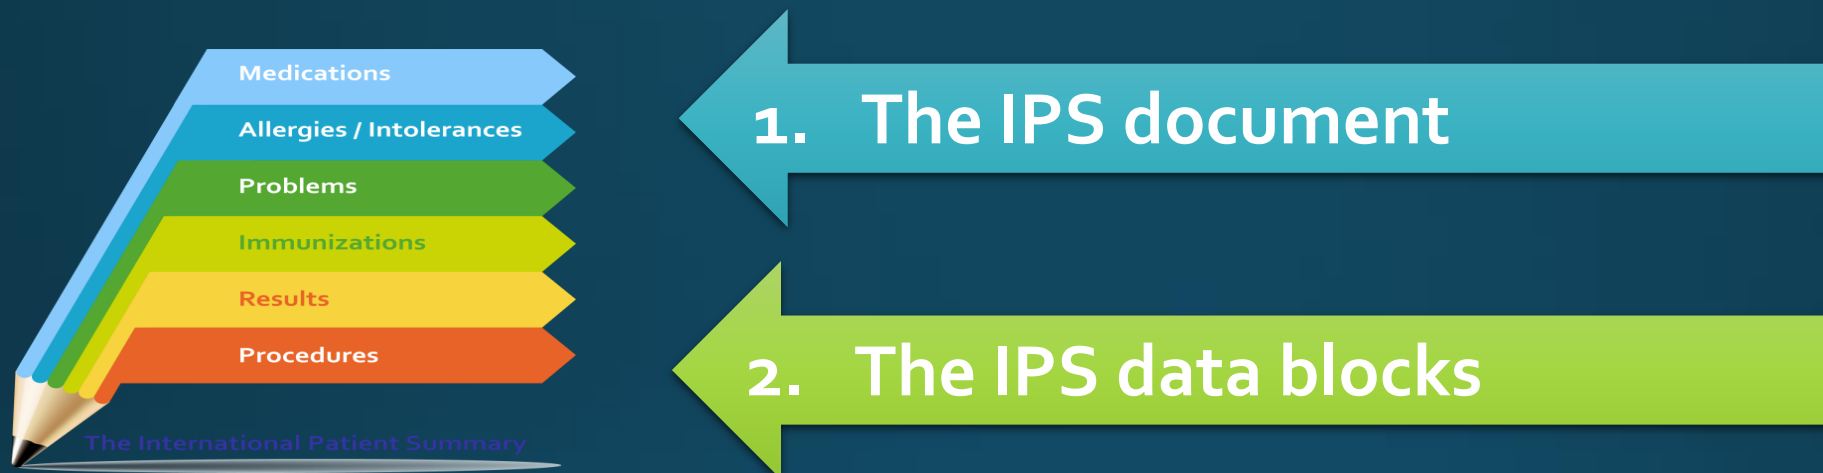 Medications
Allergies / Intolerances
Problems
Immunizations
Results
Procedures
The International Patient Summary
1. The IPS document
2. The IPS data blocks